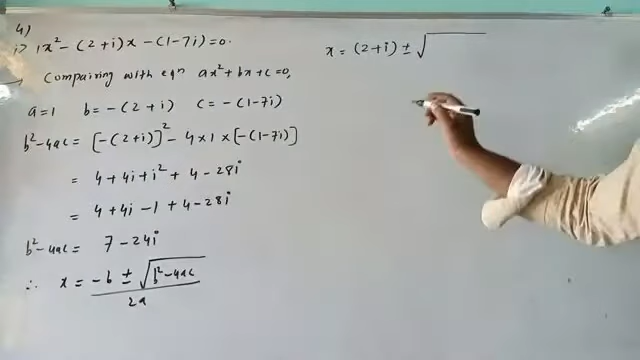 4)
i> 1x² - (2+i)x - (1-7i) = 0.
Comparing with eqn ax² + bx + c = 0,
a = 1 b = -(2+i) c = -(1-7i)
b² - 4ac = [-(2+i)]² - 4×1×[-(1-7i)]
= 4 + 4i + i² + 4 - 28i
= 4 + 4i - 1 + 4 - 28i
b² - 4ac = 7 - 24i
∴ x = -b ± √b² - 4ac
2a
x = (2+i) ± √